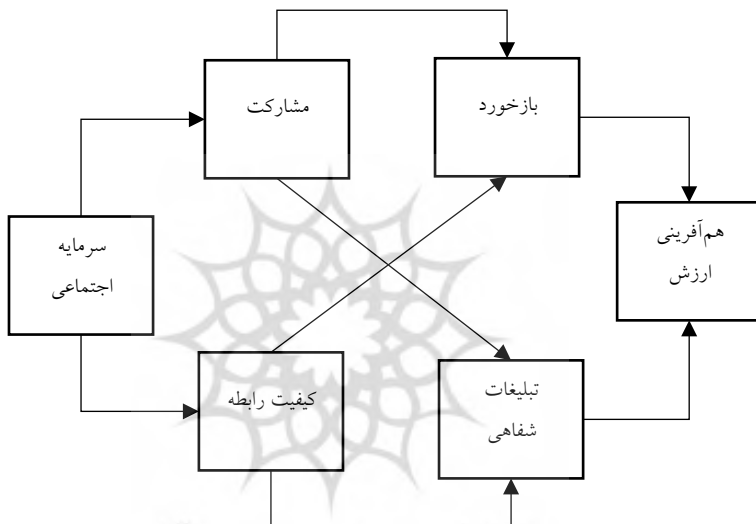 مشارکت
بازخورد
سرمایه
اجتماعی
هم‌آفرینی
ارزش
کیفیت رابطه
تبلیغات
شفاهی